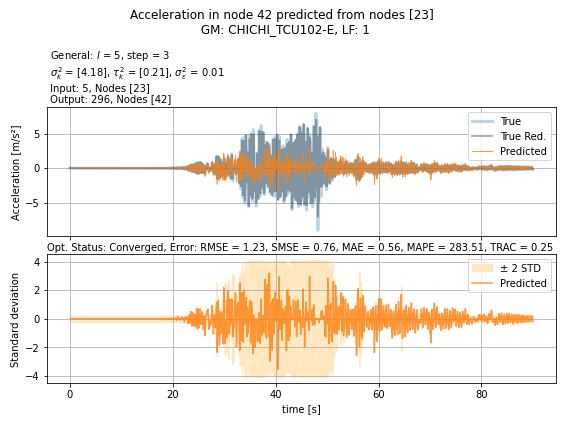 Acceleration in node 42 predicted from nodes [23]
GM: CHICHI_TCU102-E, LF: 1
General: l = 5, step = 3
σ²ₖ = [4.18], τ²ₖ = [0.21], σ²ε = 0.01
Input: 5, Nodes [23]
Output: 296, Nodes [42]
Acceleration [m/s²]
5
0
−5
True
True Red.
Predicted
Opt. Status: Converged, Error: RMSE = 1.23, SMSE = 0.76, MAE = 0.56, MAPE = 283.51, TRAC = 0.25
Standard deviation
4
2
0
−2
−4
± 2 STD
Predicted
0 20 40 60 80
time [s]